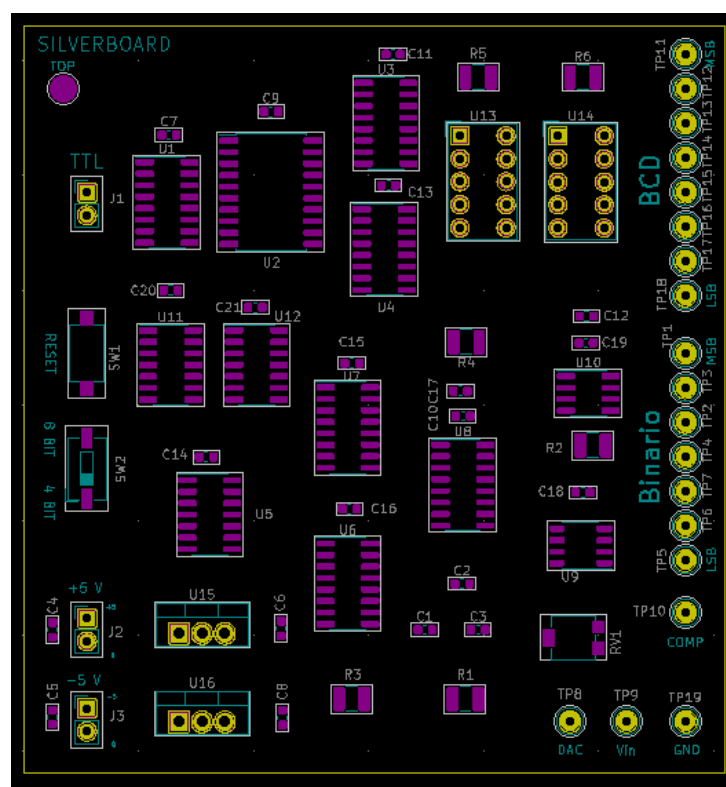 SILVERBOARD
TOP
C11
U3
R5
R6
TP11
MSB
TP12
C7
U1
C9
U13
U14
TP13
TP14
TTL
J1
C13
BCD
TP15
TP16
TP17
U2
U4
TP18
LSB
C20
C21
U11
U12
C12
TP1
RESET
SW1
C15
U7
R4
C19
U10
MSB
TP3
C17
C10
U8
TP2
Binario
R2
TP4
8 BIT
4 BIT
SW2
C14
C18
TP7
U5
C16
U6
TP6
U9
TP5
LSB
C2
+6 V
+5
J2
C4
U15
C6
C1
C3
RV1
TP10
COMP
-5 V
-5
J3
C5
U16
C8
R3
R1
TP8
DAC
TP9
Vin
TP19
GND